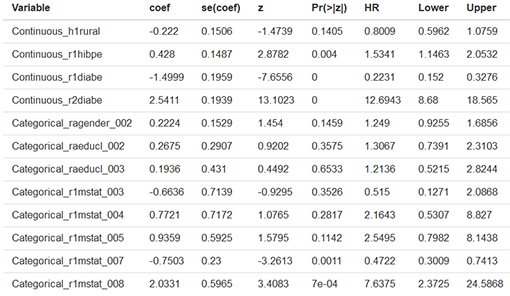 Variable coef se(coef) z Pr(>|z|) HR Lower Upper
Continuous_h1rural -0.222 0.1506 -1.4739 0.1405 0.8009 0.5962 1.0759
Continuous_r1hibpe 0.428 0.1487 2.8782 0.004 1.5341 1.1463 2.0532
Continuous_r1diabe -1.4999 0.1959 -7.6556 0 0.2231 0.152 0.3276
Continuous_r2diabe 2.5411 0.1939 13.1023 0 12.6943 8.68 18.565
Categorical_ragender_002 0.2224 0.1529 1.454 0.1459 1.249 0.9255 1.6856
Categorical_raeducl_002 0.2675 0.2907 0.9202 0.3575 1.3067 0.7391 2.3103
Categorical_raeducl_003 0.1936 0.431 0.4492 0.6533 1.2136 0.5215 2.8244
Categorical_r1mstat_003 -0.6636 0.7139 -0.9295 0.3526 0.515 0.1271 2.0868
Categorical_r1mstat_004 0.7721 0.7172 1.0765 0.2817 2.1643 0.5307 8.827
Categorical_r1mstat_005 0.9359 0.5925 1.5795 0.1142 2.5495 0.7982 8.1438
Categorical_r1mstat_007 -0.7503 0.23 -3.2613 0.0011 0.4722 0.3009 0.7413
Categorical_r1mstat_008 2.0331 0.5965 3.4083 7e-04 7.6375 2.3725 24.5868